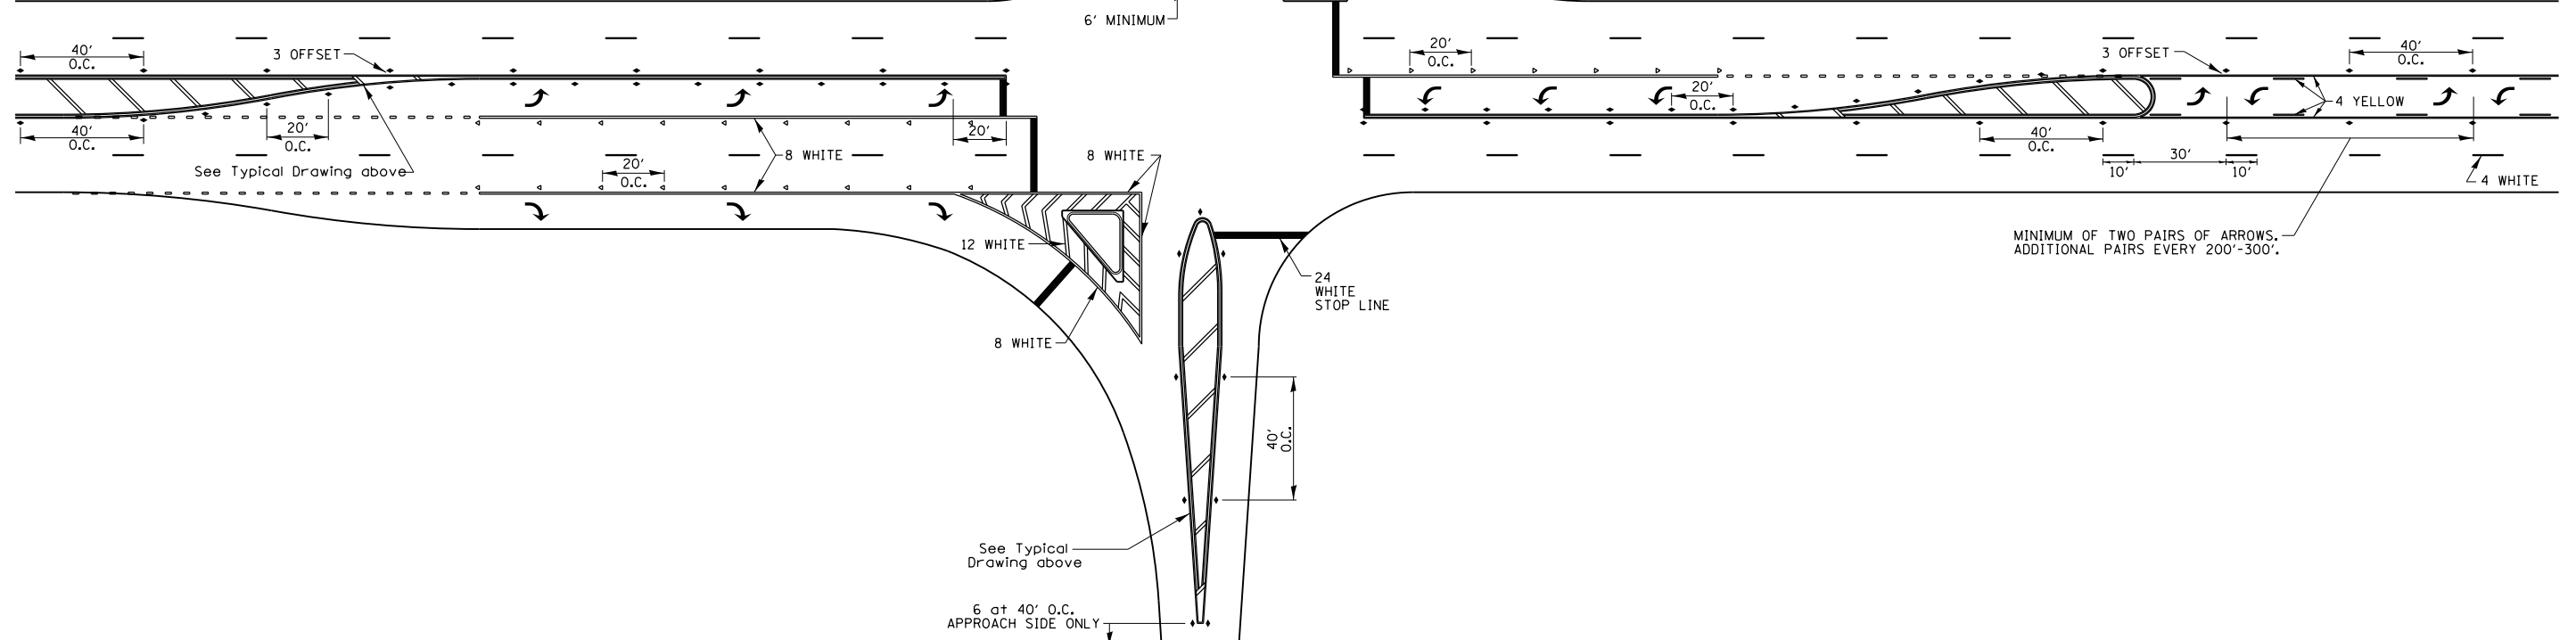 6' MINIMUM
40'
O.C.
3 OFFSET
20'
O.C.
3 OFFSET
40'
O.C.
20'
O.C.
4 YELLOW
40'
O.C.
20'
O.C.
20'
40'
O.C.
See Typical Drawing above
8 WHITE
8 WHITE
20'
O.C.
10'
30'
10'
4 WHITE
12 WHITE
MINIMUM OF TWO PAIRS OF ARROWS.
ADDITIONAL PAIRS EVERY 200'-300'.
24
WHITE
STOP LINE
8 WHITE
40'
O.C.
See Typical
Drawing above
6 at 40' O.C.
APPROACH SIDE ONLY